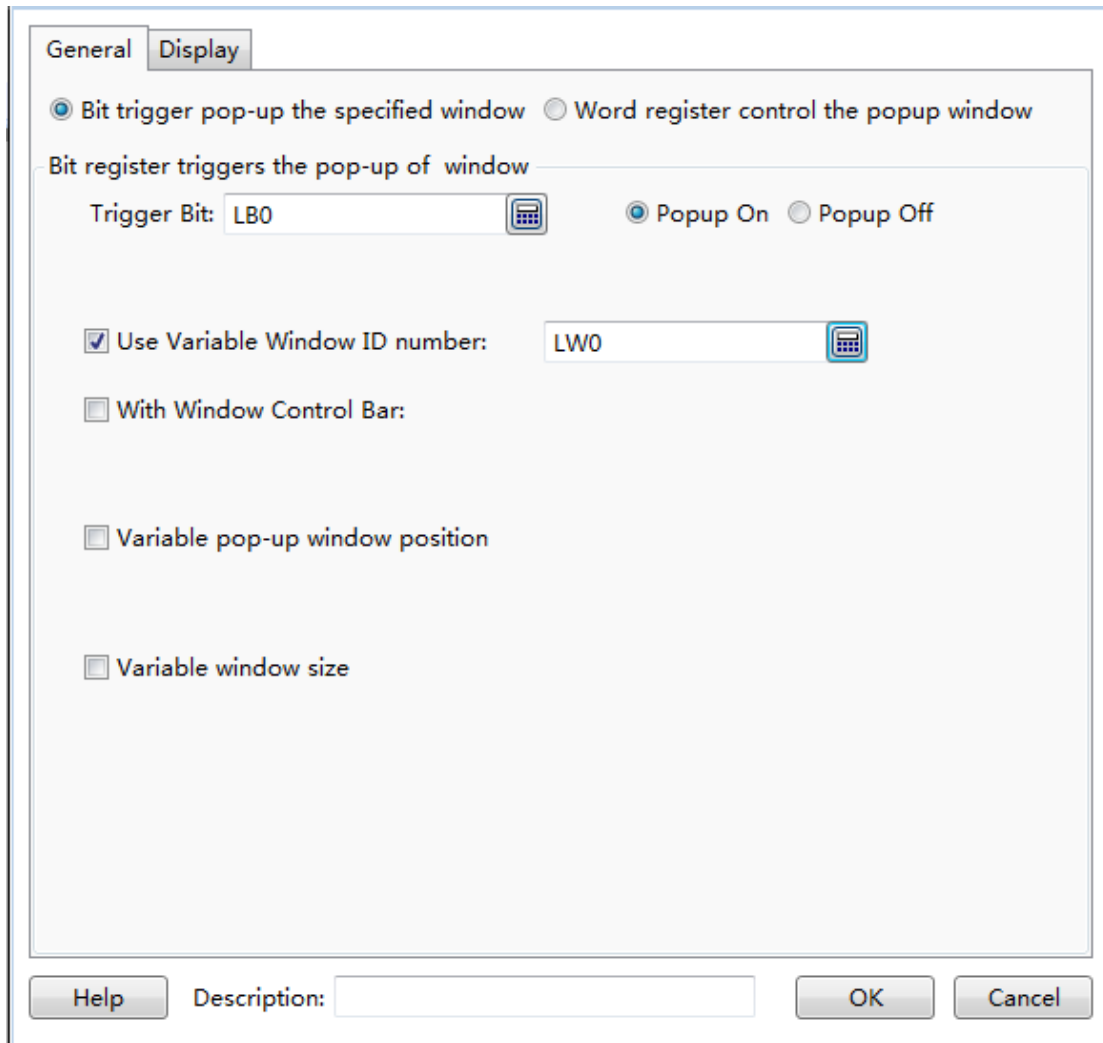 General Display
Bit trigger pop-up the specified window Word register control the popup window
Bit register triggers the pop-up of window
Trigger Bit: LB0 Popup On Popup Off
Use Variable Window ID number: LW0
With Window Control Bar:
Variable pop-up window position
Variable window size
Help Description: OK Cancel